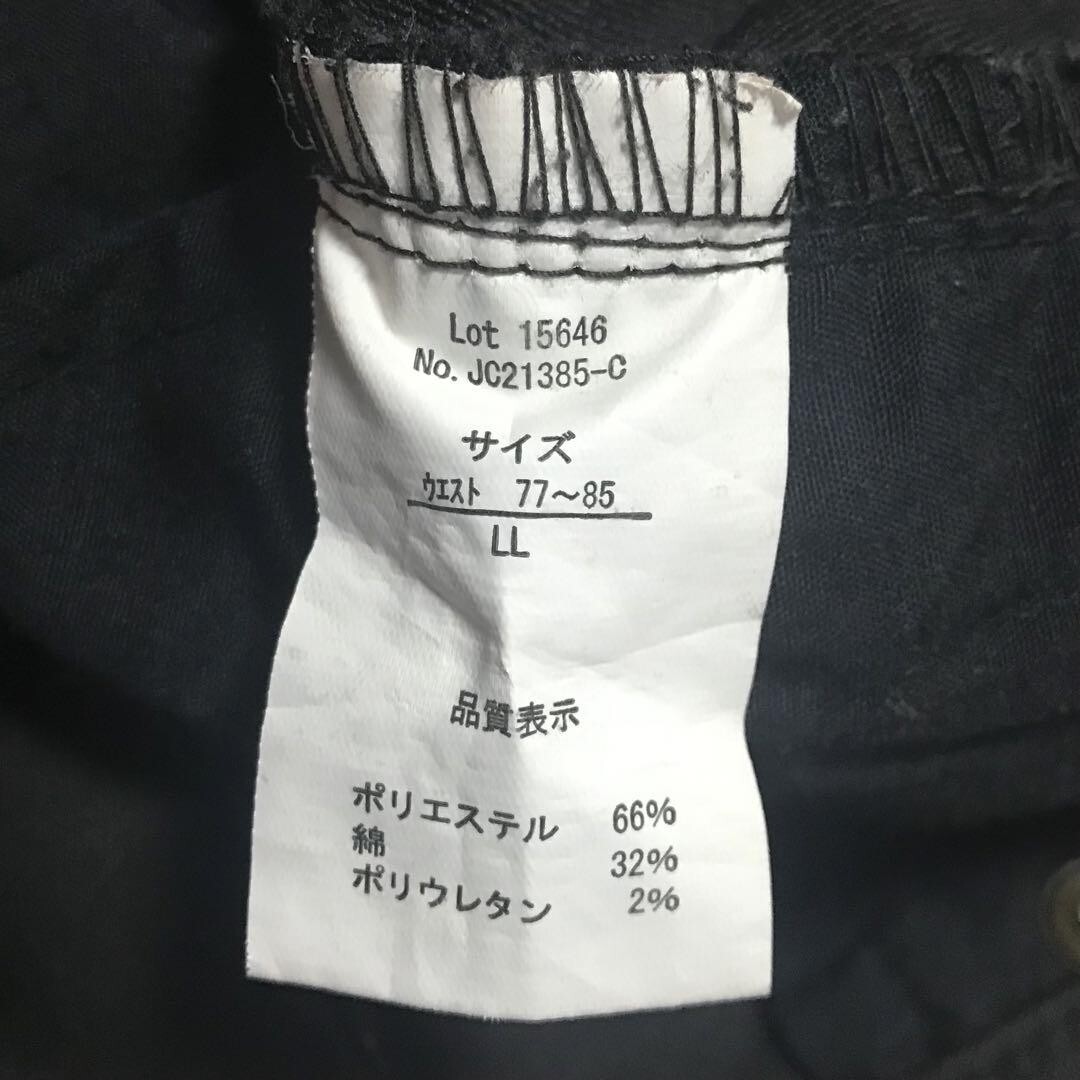 Lot 15646
No. JC21385-C
サイズ
ｳｴｽﾄ 77～85
LL
品質表示
ポリエステル 66%
綿 32%
ポリウレタン 2%